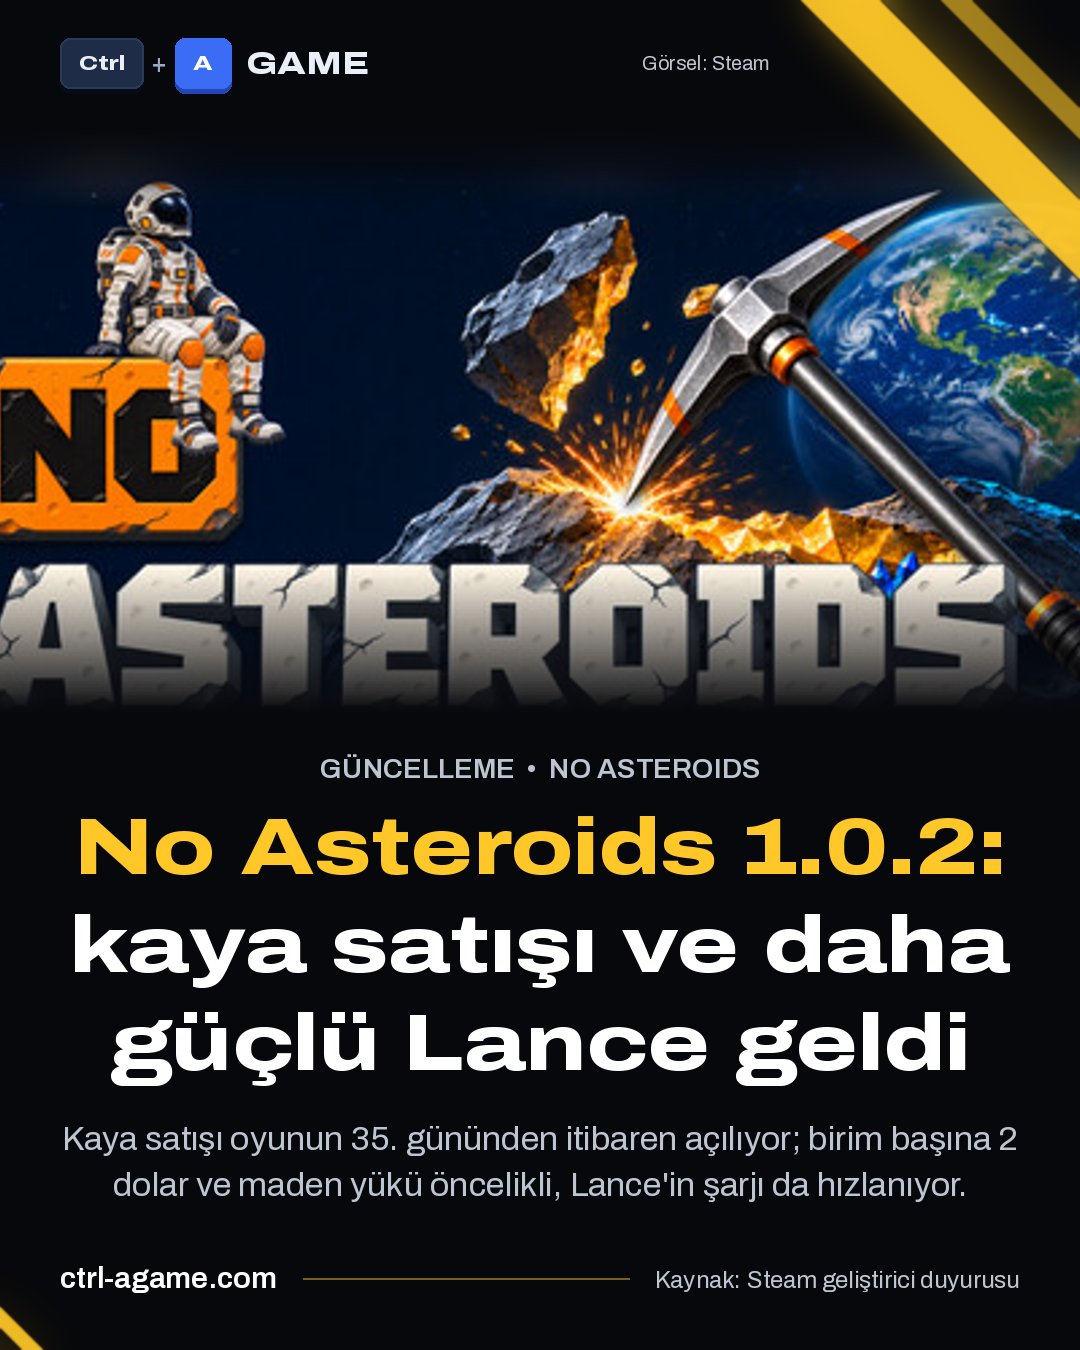 Ctrl + A GAME
Görsel: Steam
NO
ASTEROIDS
GÜNCELLEME • NO ASTEROIDS
No Asteroids 1.0.2:
kaya satışı ve daha
güçlü Lance geldi
Kaya satışı oyunun 35. gününden itibaren açılıyor; birim başına 2
dolar ve maden yükü öncelikli, Lance'in şarjı da hızlanıyor.
ctrl-agame.com
Kaynak: Steam geliştirici duyurusu